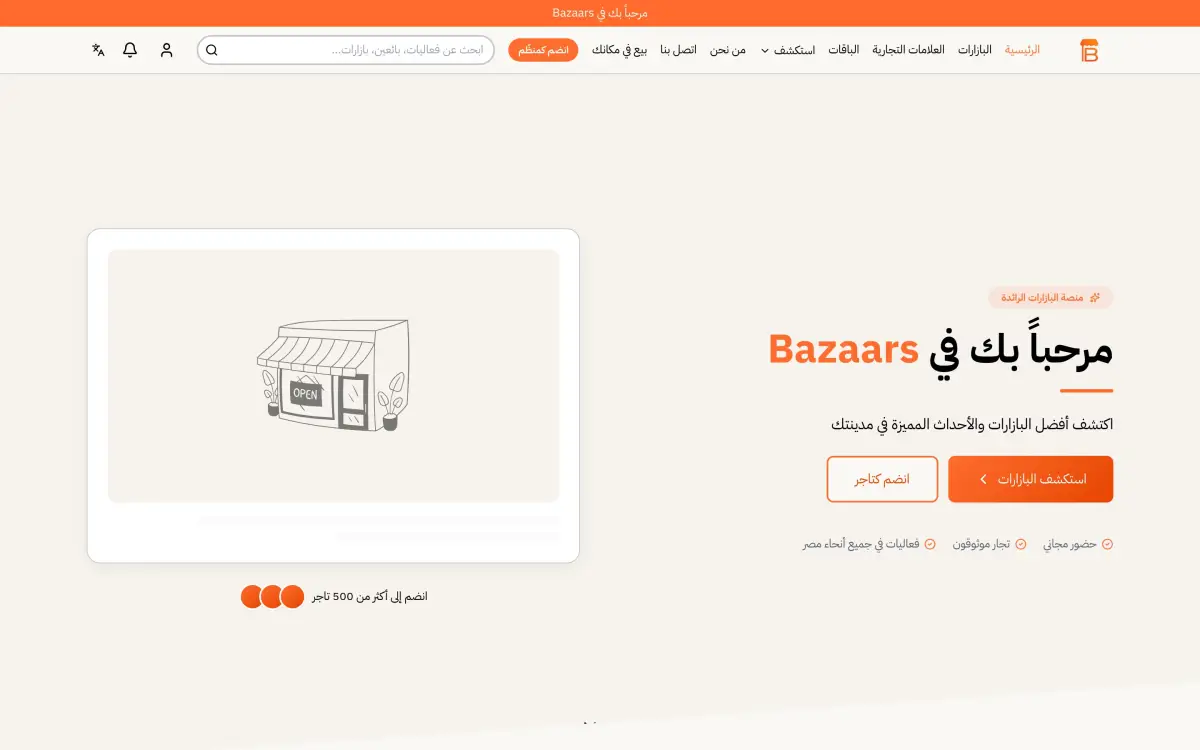 مرحباً بك في Bazaars
الرئيسية
البازارات
العلامات التجارية
الباقات
استكشف
من نحن
اتصل بنا
بيع في مكانك
انضم كمنظّم
ابحث عن فعاليات، بائعين، بازارات...
منصة البازارات الرائدة
مرحباً بك في Bazaars
اكتشف أفضل البازارات والأحداث المميزة في مدينتك
استكشف البازارات
انضم كتاجر
حضور مجاني
تجار موثوقون
فعاليات في جميع أنحاء مصر
OPEN
انضم إلى أكثر من 500 تاجر